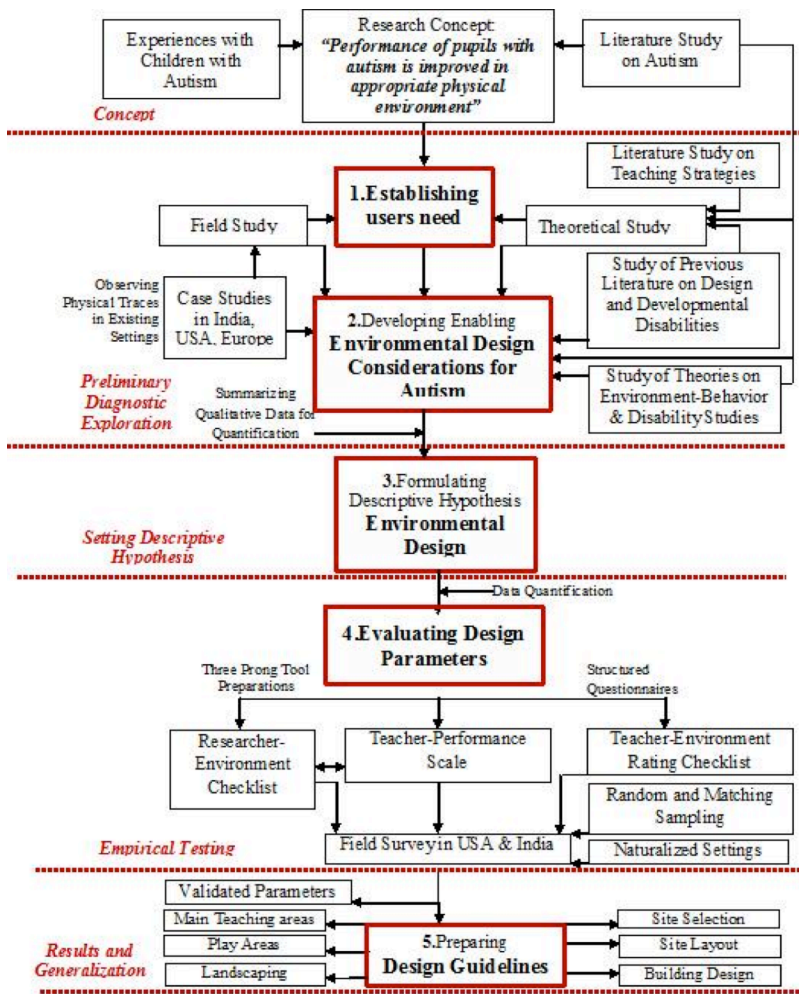 Experiences with
Children with
Autism
Research Concept:
"Performance of pupils with
autism is improved in
appropriate physical
environment"
Literature Study
on Autism
Concept
Literature Study on
Teaching Strategies
1.Establishing
users need
Field Study
Theoretical Study
Observing
Physical Traces
in Existing
Settings
Case Studies
in India,
USA, Europe
Study of Previous
Literature on Design
and Developmental
Disabilities
2.Developing Enabling
Environmental Design
Considerations for
Autism
Preliminary
Diagnostic
Exploration
Summarizing
Qualitative Data for
Quantification
Study of Theories on
Environment-Behavior
& Disability Studies
3.Formulating
Descriptive Hypothesis
Environmental
Design
Setting Descriptive
Hypothesis
Data Quantification
4.Evaluating Design
Parameters
Three Prong Tool
Preparations
Structured
Questionnaires
Researcher-
Environment
Checklist
Teacher-Performance
Scale
Teacher-Environment
Rating Checklist
Random and Matching
Sampling
Empirical Testing
Field Survey in USA & India
Naturalized Settings
Validated Parameters
Main Teaching areas
Play Areas
Landscaping
Results and
Generalization
5.Preparing
Design Guidelines
Site Selection
Site Layout
Building Design